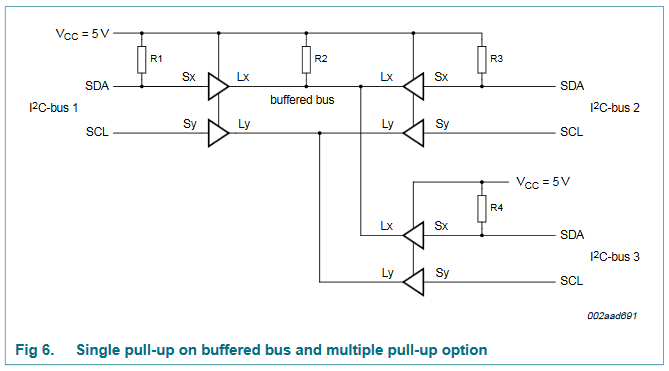 VCC = 5 V
R1
R2
R3
SDA
Sx
Lx
Lx
Sx
SDA
buffered bus
I2C-bus 1
I2C-bus 2
SCL
Sy
Ly
Ly
Sy
SCL
VCC = 5 V
R4
Lx
Sx
SDA
I2C-bus 3
Ly
Sy
SCL
002aad691
Fig 6. Single pull-up on buffered bus and multiple pull-up option